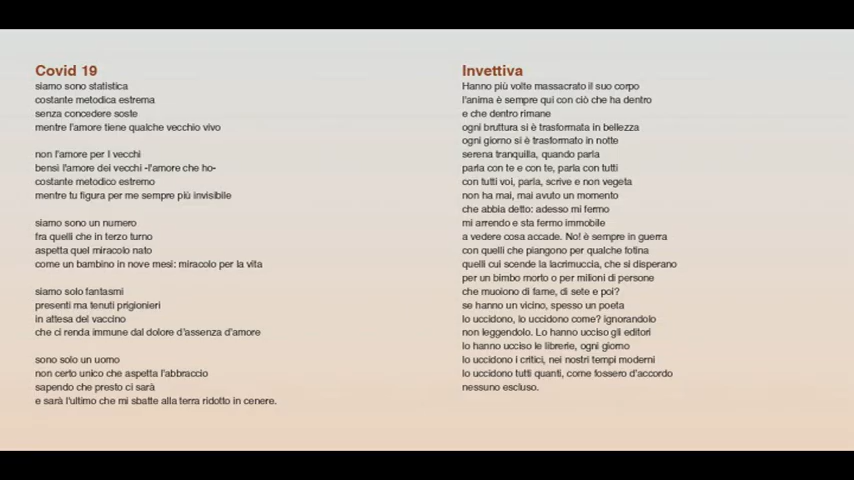 Covid 19
siamo sono statistica
costante metodica estrema
senza concedere soste
mentre l'amore tiene qualche vecchio vivo

non l'amore per I vecchi
bensì l'amore dei vecchi -l'amore che ho-
costante metodico estremo
mentre tu figura per me sempre più invisibile

siamo sono un numero
fra quelli che in terzo turno
aspetta quel miracolo nato
come un bambino in nove mesi: miracolo per la vita

siamo solo fantasmi
presenti ma tenuti prigionieri
in attesa del vaccino
che ci renda immune dal dolore d'assenza d'amore

sono solo un uomo
non certo unico che aspetta l'abbraccio
sapendo che presto ci sarà
e sarà l'ultimo che mi sbatte alla terra ridotto in cenere.

Invettiva
Hanno più volte massacrato il suo corpo
l'anima è sempre qui con ciò che ha dentro
e che dentro rimane
ogni bruttura si è trasformata in bellezza
ogni giorno si è trasformato in notte
serena tranquilla, quando parla
parla con te e con te, parla con tutti
con tutti voi, parla, scrive e non vegeta
non ha mai, mai avuto un momento
che abbia detto: adesso mi fermo
mi arrendo e sta fermo immobile
a vedere cosa accade. No! è sempre in guerra
con quelli che piangono per qualche fotina
quelli cui scende la lacrimuccia, che si disperano
per un bimbo morto o per milioni di persone
che muoiono di fame, di sete e poi?
se hanno un vicino, spesso un poeta
lo uccidono, lo uccidono come? ignorandolo
non leggendolo. Lo hanno ucciso gli editori
lo hanno ucciso le librerie, ogni giorno
lo uccidono i critici, nei nostri tempi moderni
lo uccidono tutti quanti, come fossero d'accordo
nessuno escluso.